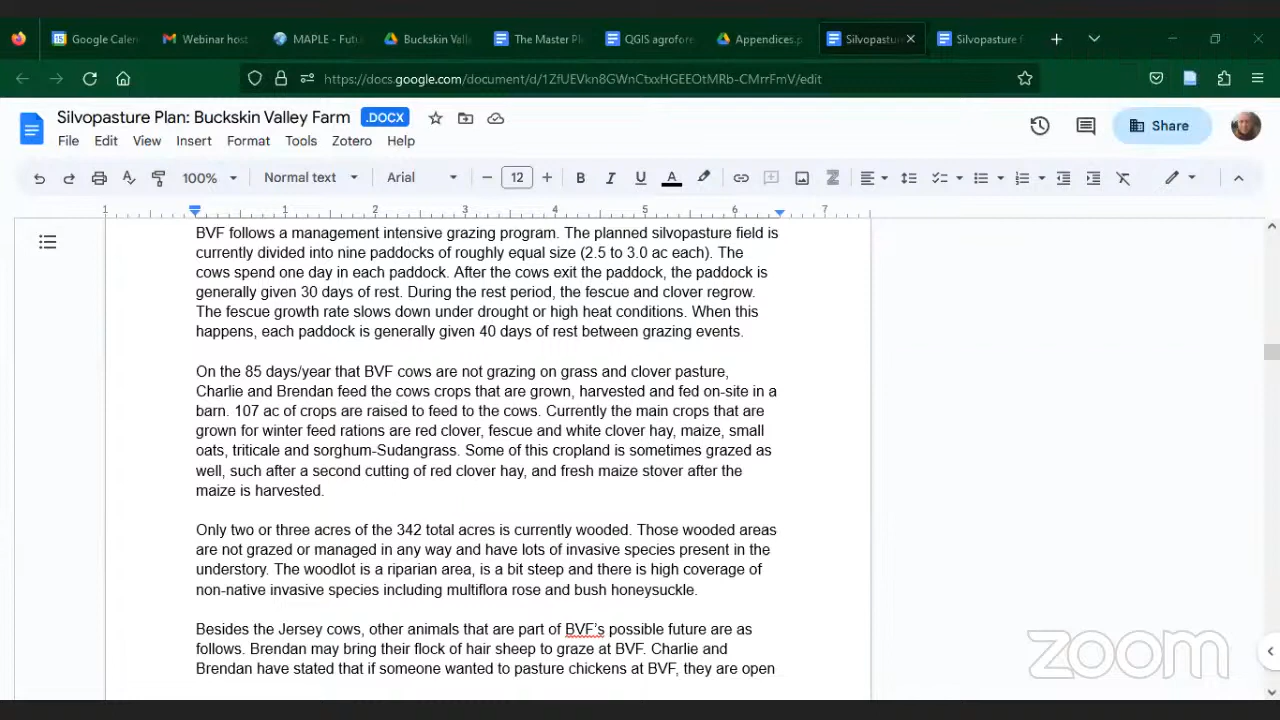 Google Calen
Webinar host
MAPLE - Futu
Buckskin Vall
The Master Pl
QGIS agrofore
Appendices.p
Silvopasture
Silvopasture f
https://docs.google.com/document/d/1ZfUEVkn8GWnCtxxHGEEOtMRb-CMrrFmV/edit
Silvopasture Plan: Buckskin Valley Farm .DOCX
Share
File Edit View Insert Format Tools Zotero Help
100% Normal text Arial 12 B I U A
1 1 2 3 4 5 6 7
BVF follows a management intensive grazing program. The planned silvopasture field is
currently divided into nine paddocks of roughly equal size (2.5 to 3.0 ac each). The
cows spend one day in each paddock. After the cows exit the paddock, the paddock is
generally given 30 days of rest. During the rest period, the fescue and clover regrow.
The fescue growth rate slows down under drought or high heat conditions. When this
happens, each paddock is generally given 40 days of rest between grazing events.
On the 85 days/year that BVF cows are not grazing on grass and clover pasture,
Charlie and Brendan feed the cows crops that are grown, harvested and fed on-site in a
barn. 107 ac of crops are raised to feed to the cows. Currently the main crops that are
grown for winter feed rations are red clover, fescue and white clover hay, maize, small
oats, triticale and sorghum-Sudangrass. Some of this cropland is sometimes grazed as
well, such after a second cutting of red clover hay, and fresh maize stover after the
maize is harvested.
Only two or three acres of the 342 total acres is currently wooded. Those wooded areas
are not grazed or managed in any way and have lots of invasive species present in the
understory. The woodlot is a riparian area, is a bit steep and there is high coverage of
non-native invasive species including multiflora rose and bush honeysuckle.
Besides the Jersey cows, other animals that are part of BVF's possible future are as
follows. Brendan may bring their flock of hair sheep to graze at BVF. Charlie and
Brendan have stated that if someone wanted to pasture chickens at BVF, they are open
zoom